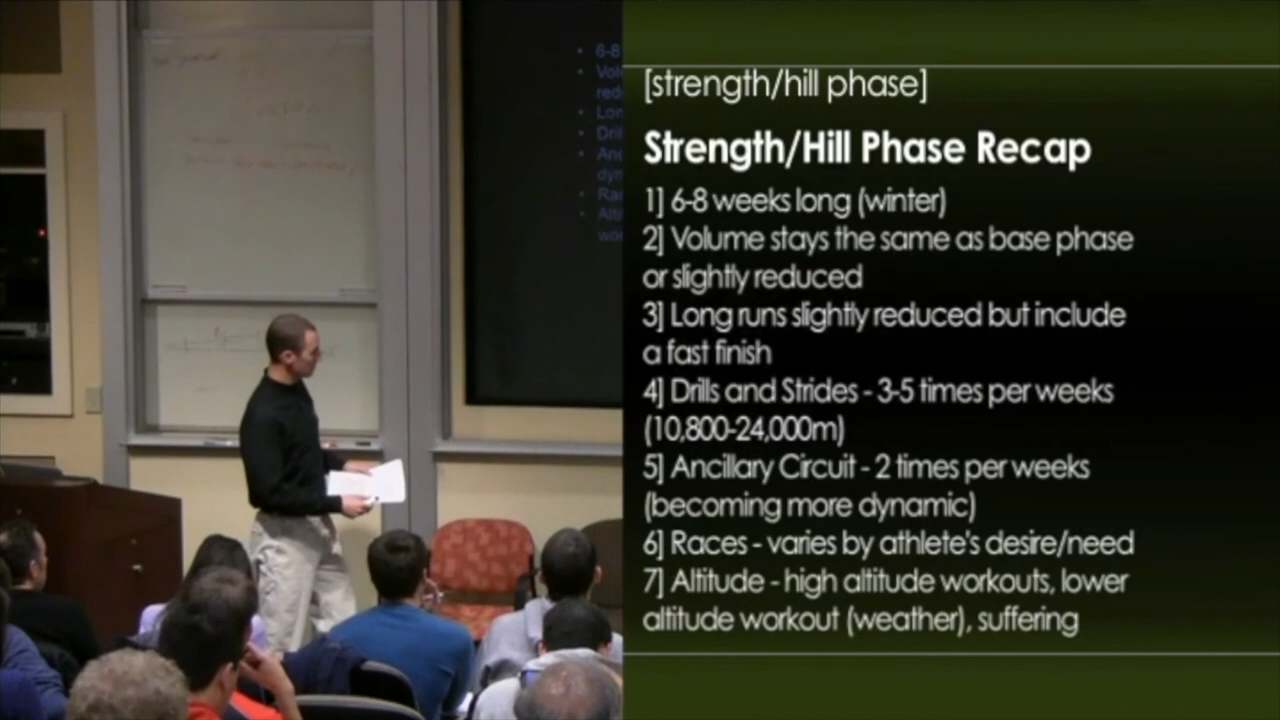 [strength/hill phase]
Strength/Hill Phase Recap
1] 6-8 weeks long (winter)
2] Volume stays the same as base phase
or slightly reduced
3] Long runs slightly reduced but include
a fast finish
4] Drills and Strides - 3-5 times per weeks
(10,800-24,000m)
5] Ancillary Circuit - 2 times per weeks
(becoming more dynamic)
6] Races - varies by athlete's desire/need
7] Altitude - high altitude workouts, lower
altitude workout (weather), suffering